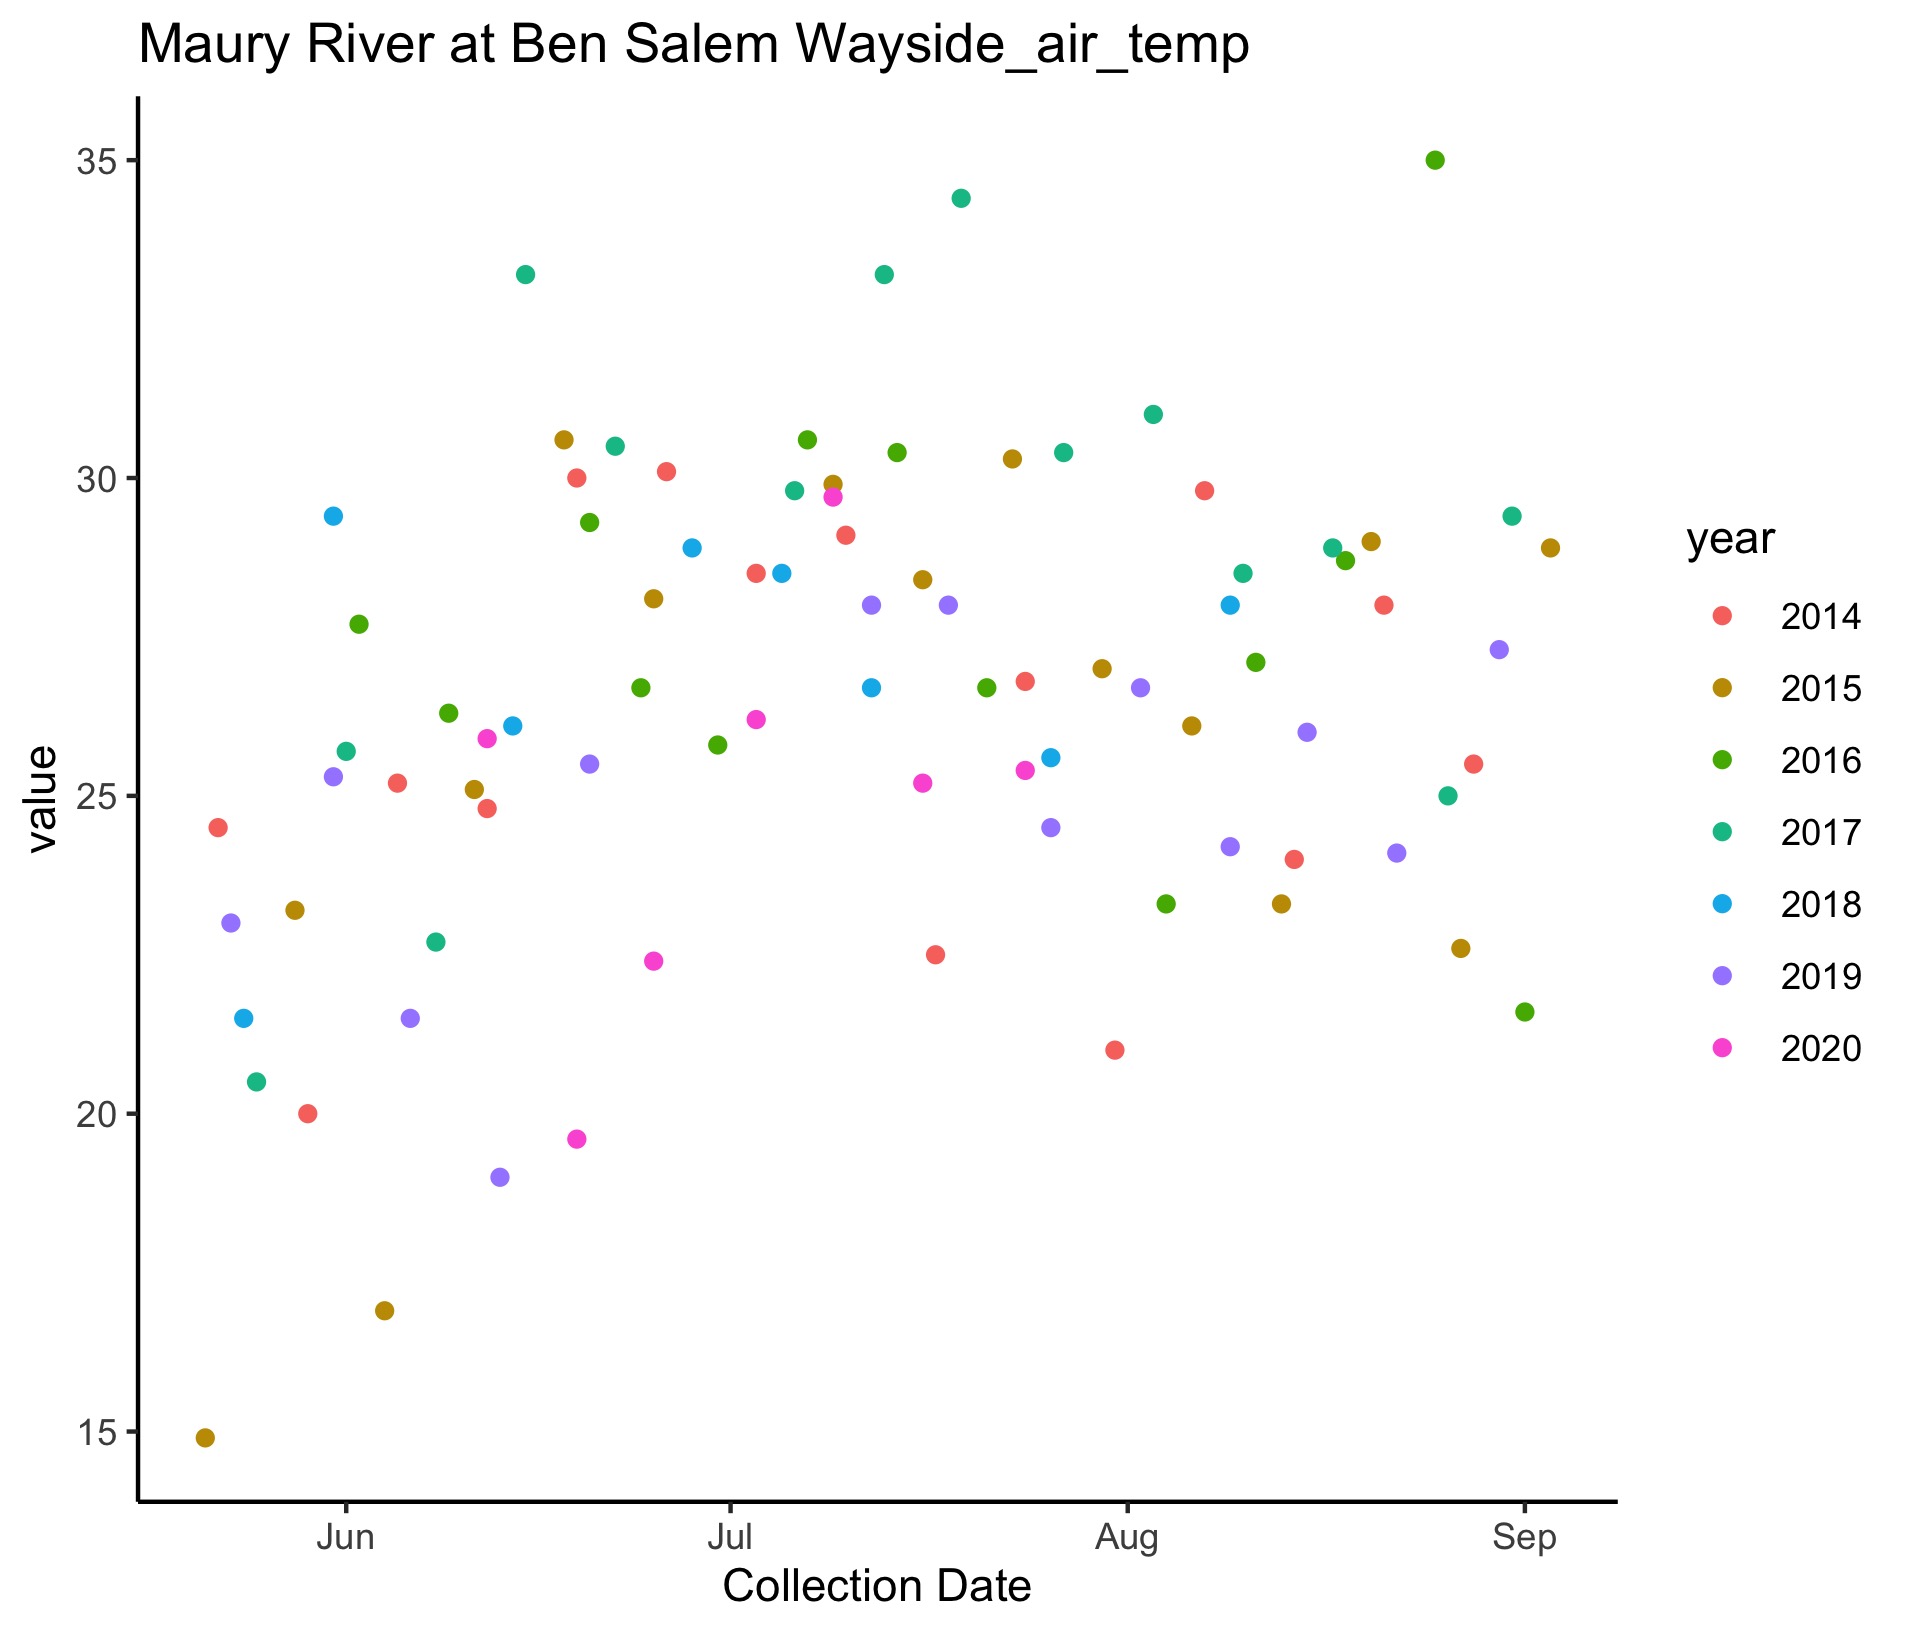 Maury River at Ben Salem Wayside_air_temp
35
30
25
20
15
value
Jun
Jul
Aug
Sep
Collection Date
year
2014
2015
2016
2017
2018
2019
2020